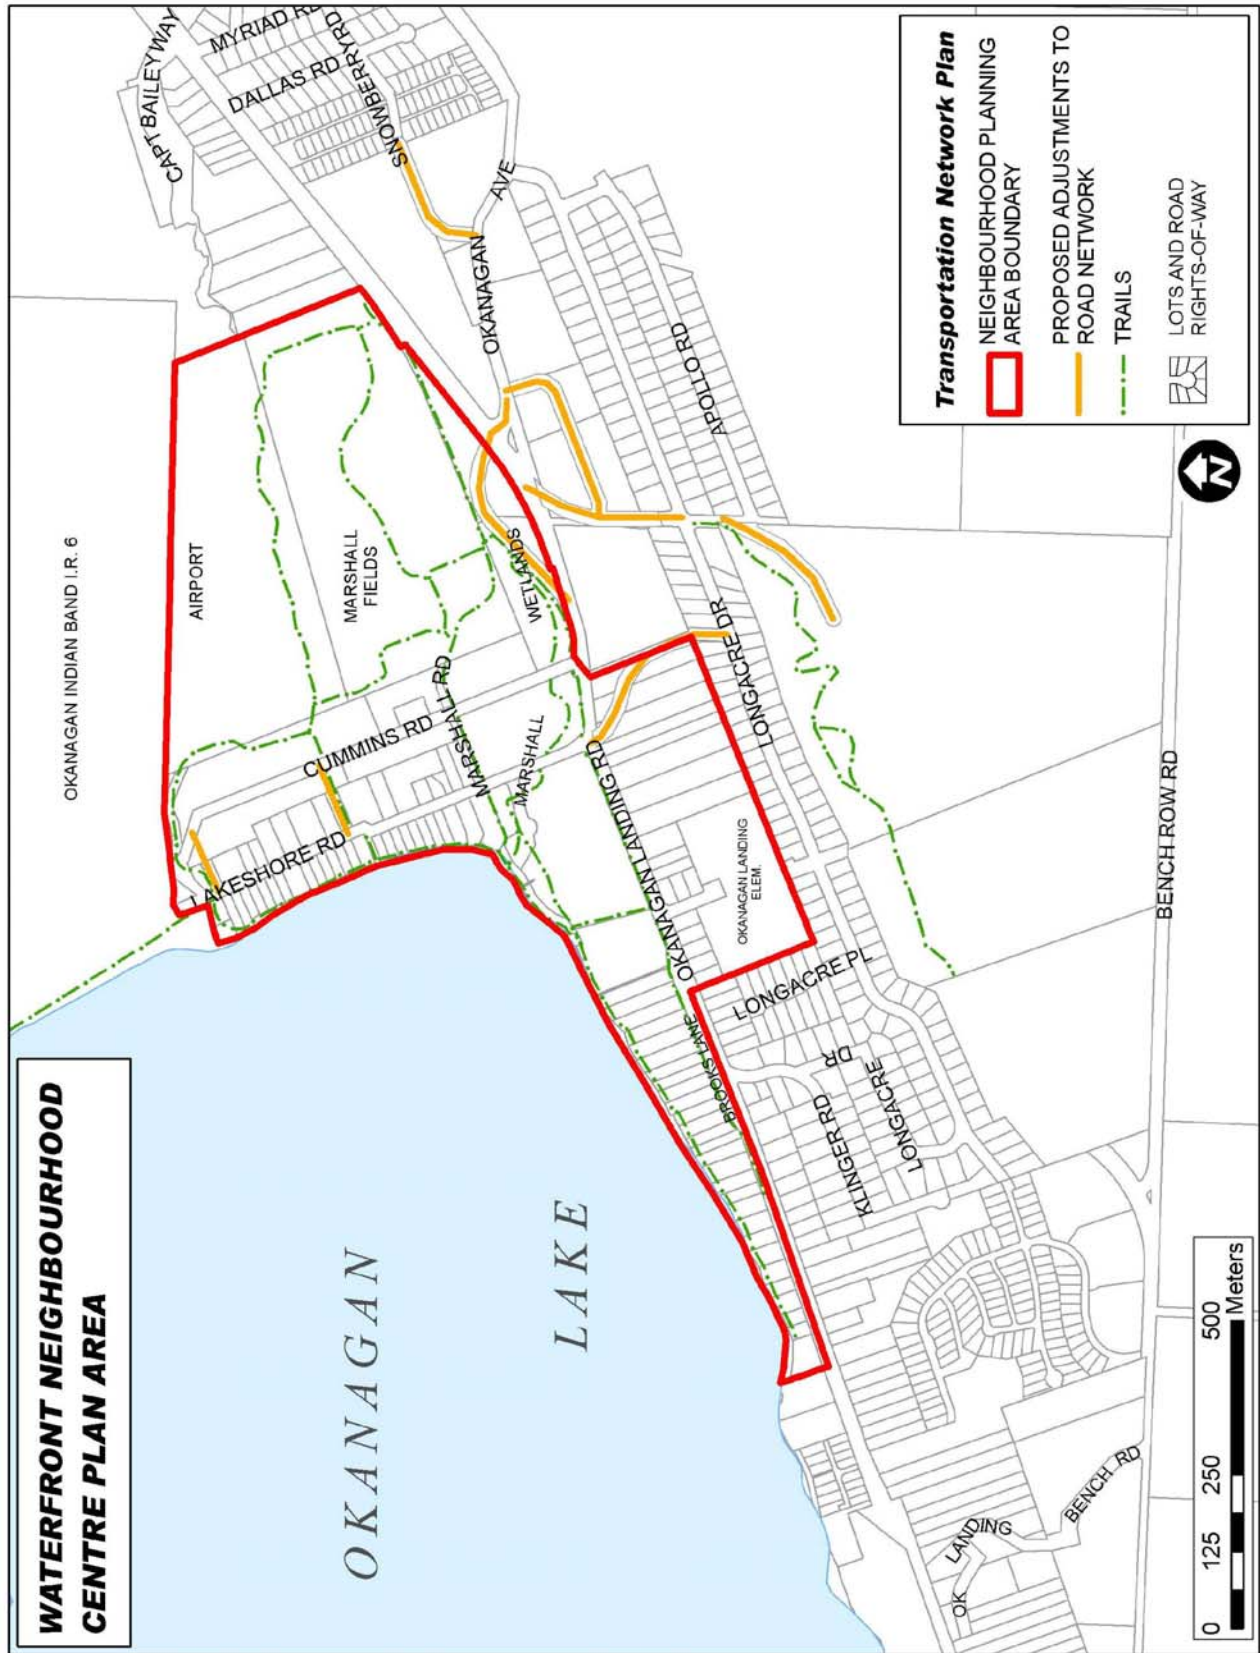 WATERFRONT NEIGHBOURHOOD
CENTRE PLAN AREA
OKANAGAN
LAKE
OKANAGAN INDIAN BAND I.R. 6
AIRPORT
MARSHALL
FIELDS
CAPT BAILEYWAY
MYRIAD RD
DALLAS RD
SNOWBERRYRD
OKANAGAN
AVE
LAKESHORE RD
CUMMINS RD
MARSHALL RD
MARSHALL
WETLANDS
OKANAGAN LANDING RD
OKANAGAN LANDING
ELEM.
BROOKS LANE
LONGACRE PL
LONGACRE DR
APOLLO RD
KLINGER RD
LONGACRE
DR
BENCH ROW RD
OK
LANDING
BENCH RD
0 125 250 500
Meters
N
Transportation Network Plan
NEIGHBOURHOOD PLANNING
AREA BOUNDARY
PROPOSED ADJUSTMENTS TO
ROAD NETWORK
TRAILS
LOTS AND ROAD
RIGHTS-OF-WAY